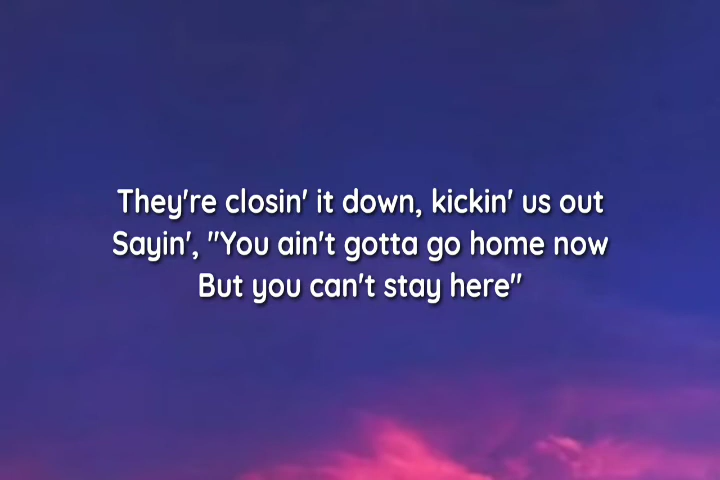 They're closin' it down, kickin' us out
Sayin', "You ain't gotta go home now
But you can't stay here"